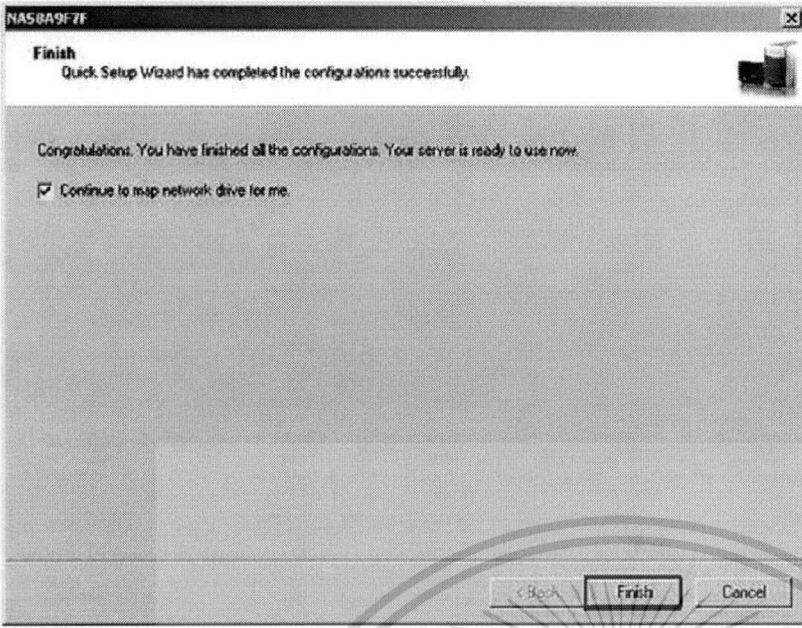 NAS8A9F7F
Finish
Quick Setup Wizard has completed the configurations successfully.
Congratulations. You have finished all the configurations. Your server is ready to use now.
Continue to map network drive for me.
< Back
Finish
Cancel